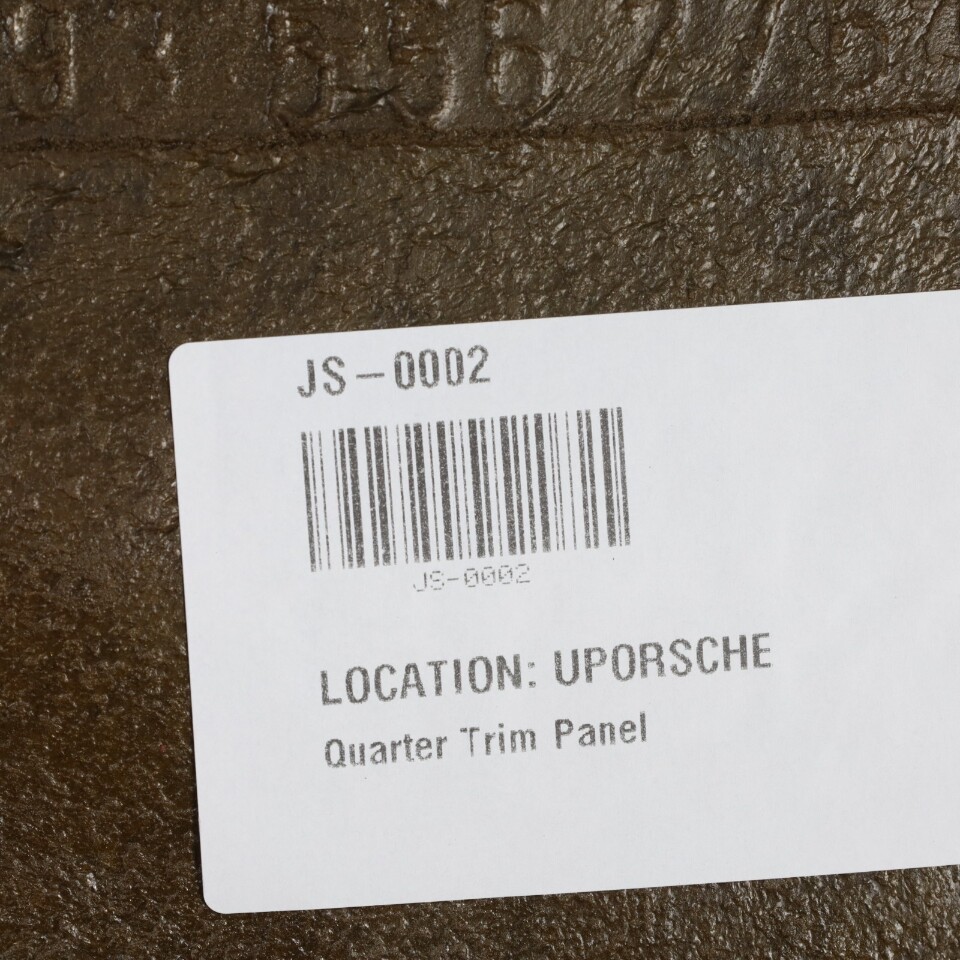 JS-0002
JS-0002
LOCATION: UPORSCHE
Quarter Trim Panel